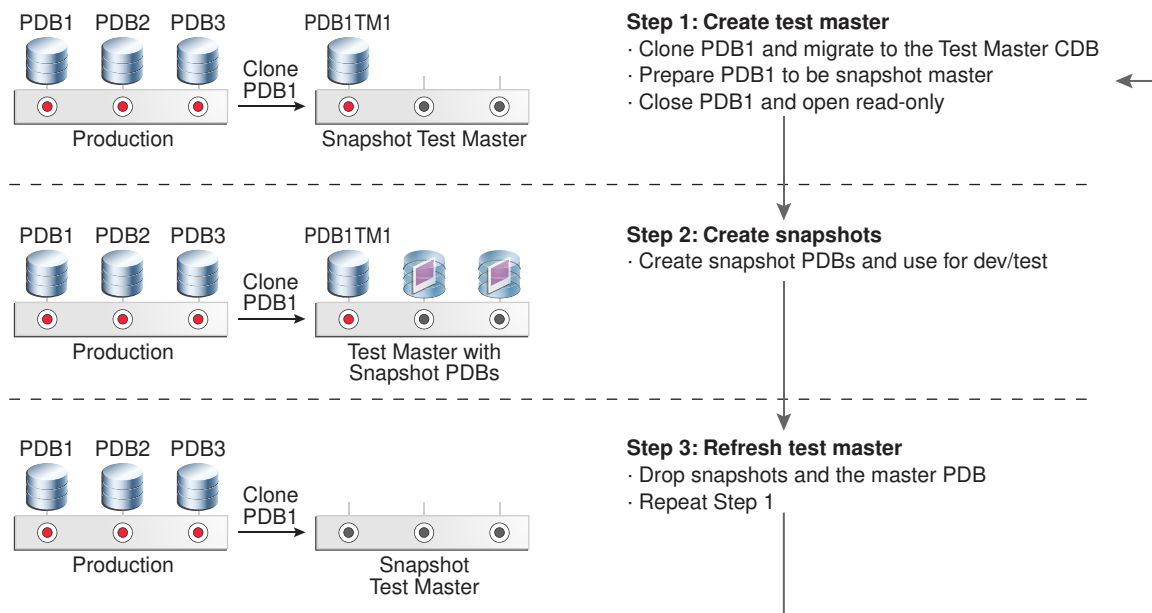 PDB1 PDB2 PDB3
PDB1TM1
Clone
PDB1
Production
Snapshot Test Master
Step 1: Create test master
· Clone PDB1 and migrate to the Test Master CDB
· Prepare PDB1 to be snapshot master
· Close PDB1 and open read-only
PDB1 PDB2 PDB3
PDB1TM1
Clone
PDB1
Production
Test Master with
Snapshot PDBs
Step 2: Create snapshots
· Create snapshot PDBs and use for dev/test
PDB1 PDB2 PDB3
Clone
PDB1
Production
Snapshot
Test Master
Step 3: Refresh test master
· Drop snapshots and the master PDB
· Repeat Step 1